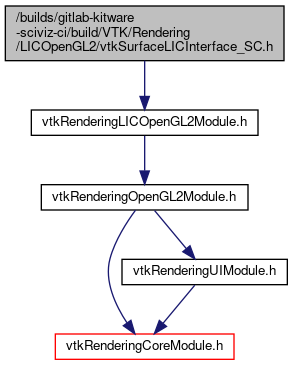 /builds/gitlab-kitware
-sciviz-ci/build/VTK/Rendering
/LICOpenGL2/vtkSurfaceLICInterface_SC.h
vtkRenderingLICOpenGL2Module.h
vtkRenderingOpenGL2Module.h
vtkRenderingUIModule.h
vtkRenderingCoreModule.h